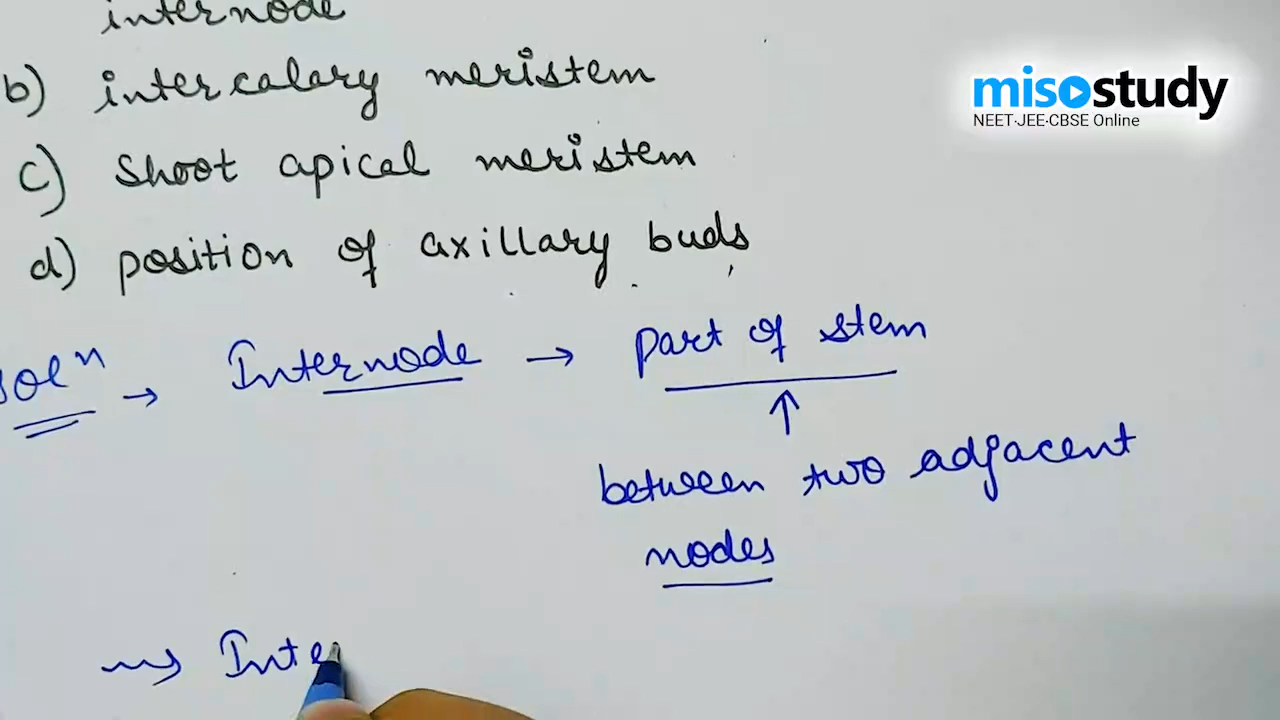 internode
b) intercalary meristem
c) Shoot apical meristem
d) position of axillary buds
soln → Internode → part of stem
↑
between two adjacent
nodes
→ Inte
misostudy
NEET·JEE·CBSE Online